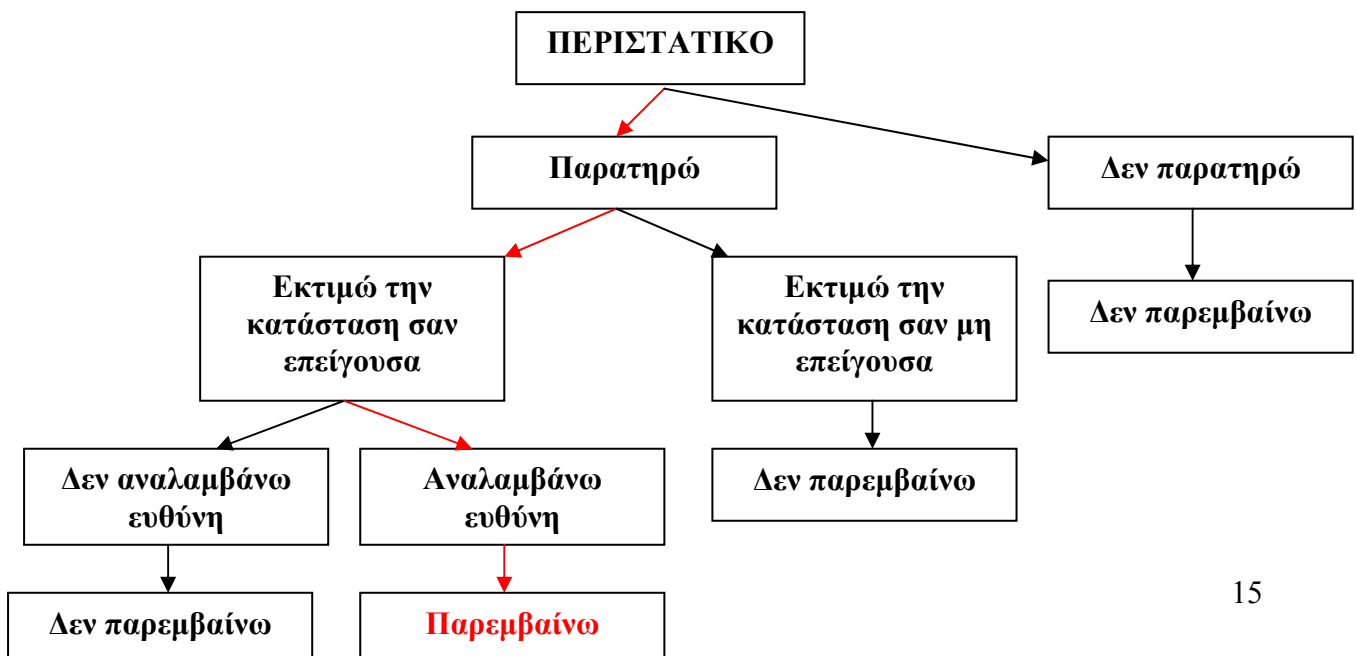 ΠΕΡΙΣΤΑΤΙΚΟ
Παρατηρώ
Δεν παρατηρώ
Εκτιμώ την
κατάσταση σαν
επείγουσα
Εκτιμώ την
κατάσταση σαν μη
επείγουσα
Δεν παρεμβαίνω
Δεν αναλαμβάνω
ευθύνη
Αναλαμβάνω
ευθύνη
Δεν παρεμβαίνω
Δεν παρεμβαίνω
Παρεμβαίνω
15